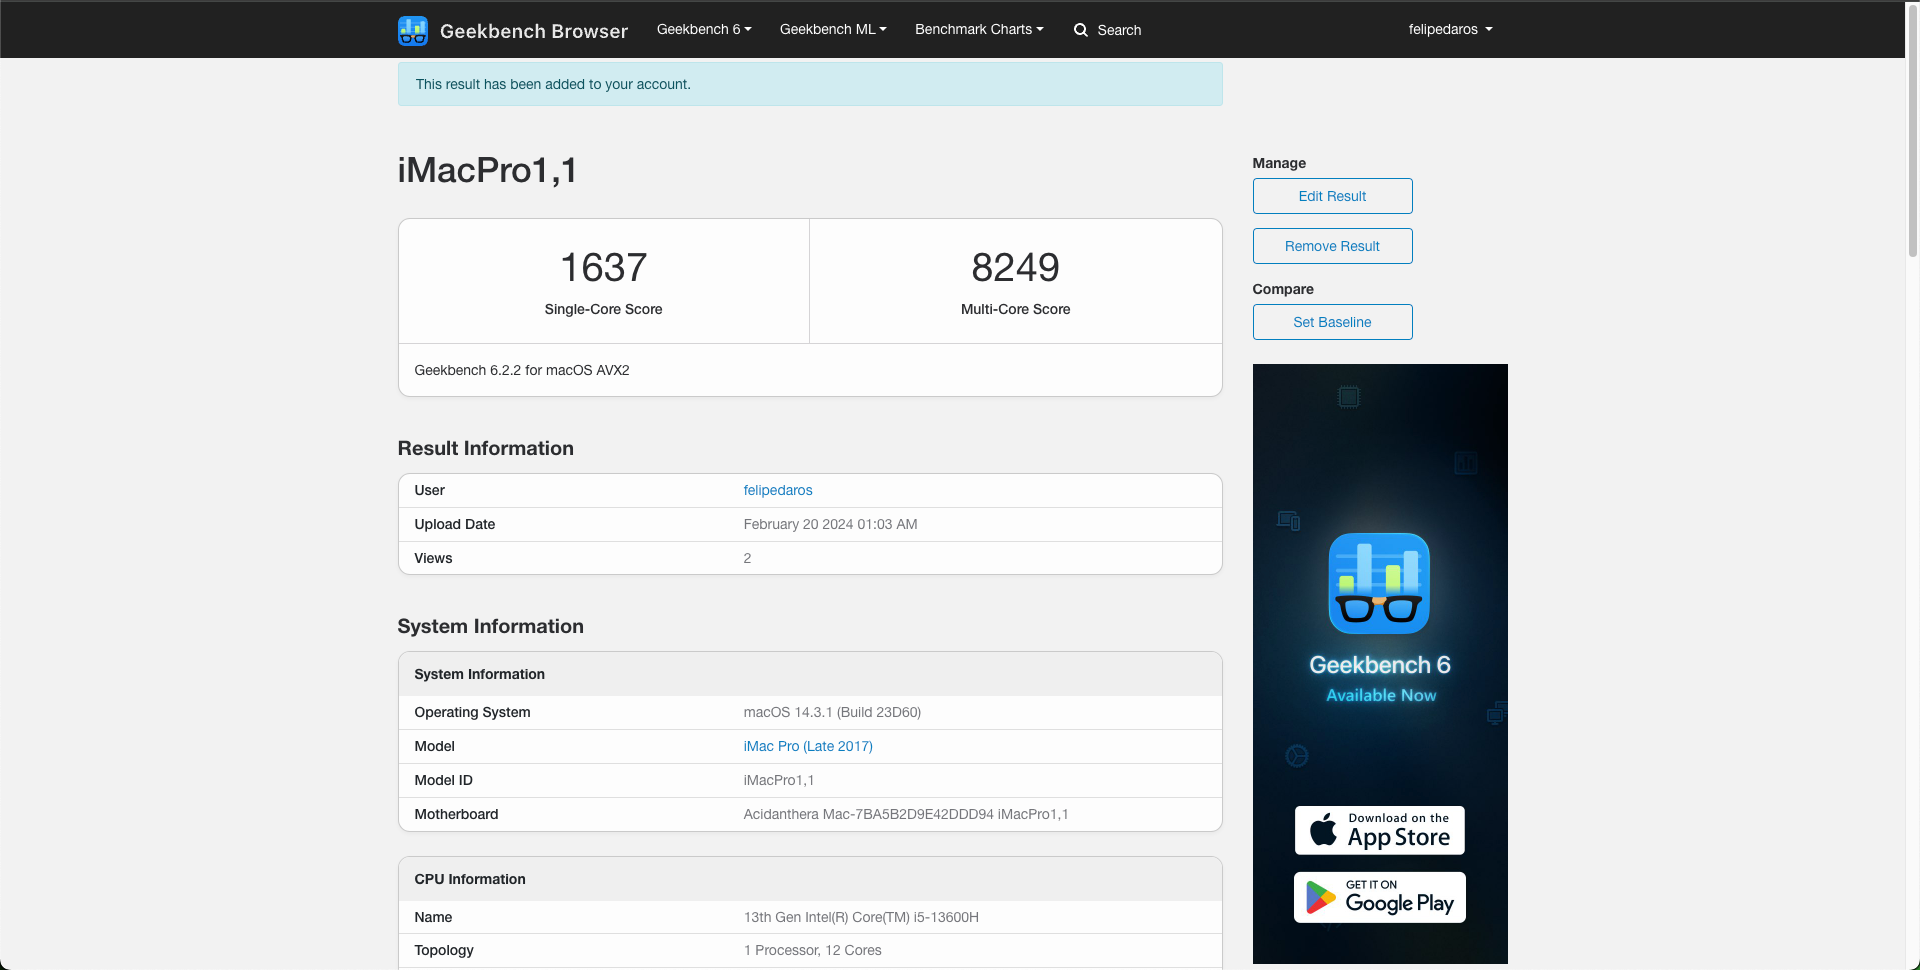 Geekbench Browser
Geekbench 6
Geekbench ML
Benchmark Charts
Search
felipedaros
This result has been added to your account.
iMacPro1,1
1637
Single-Core Score
8249
Multi-Core Score
Geekbench 6.2.2 for macOS AVX2
Result Information
User felipedaros
Upload Date February 20 2024 01:03 AM
Views 2
System Information
System Information
Operating System macOS 14.3.1 (Build 23D60)
Model iMac Pro (Late 2017)
Model ID iMacPro1,1
Motherboard Acidanthera Mac-7BA5B2D9E42DDD94 iMacPro1,1
CPU Information
Name 13th Gen Intel(R) Core(TM) i5-13600H
Topology 1 Processor, 12 Cores
Manage
Edit Result
Remove Result
Compare
Set Baseline
Geekbench 6
Available Now
Download on the
App Store
GET IT ON
Google Play